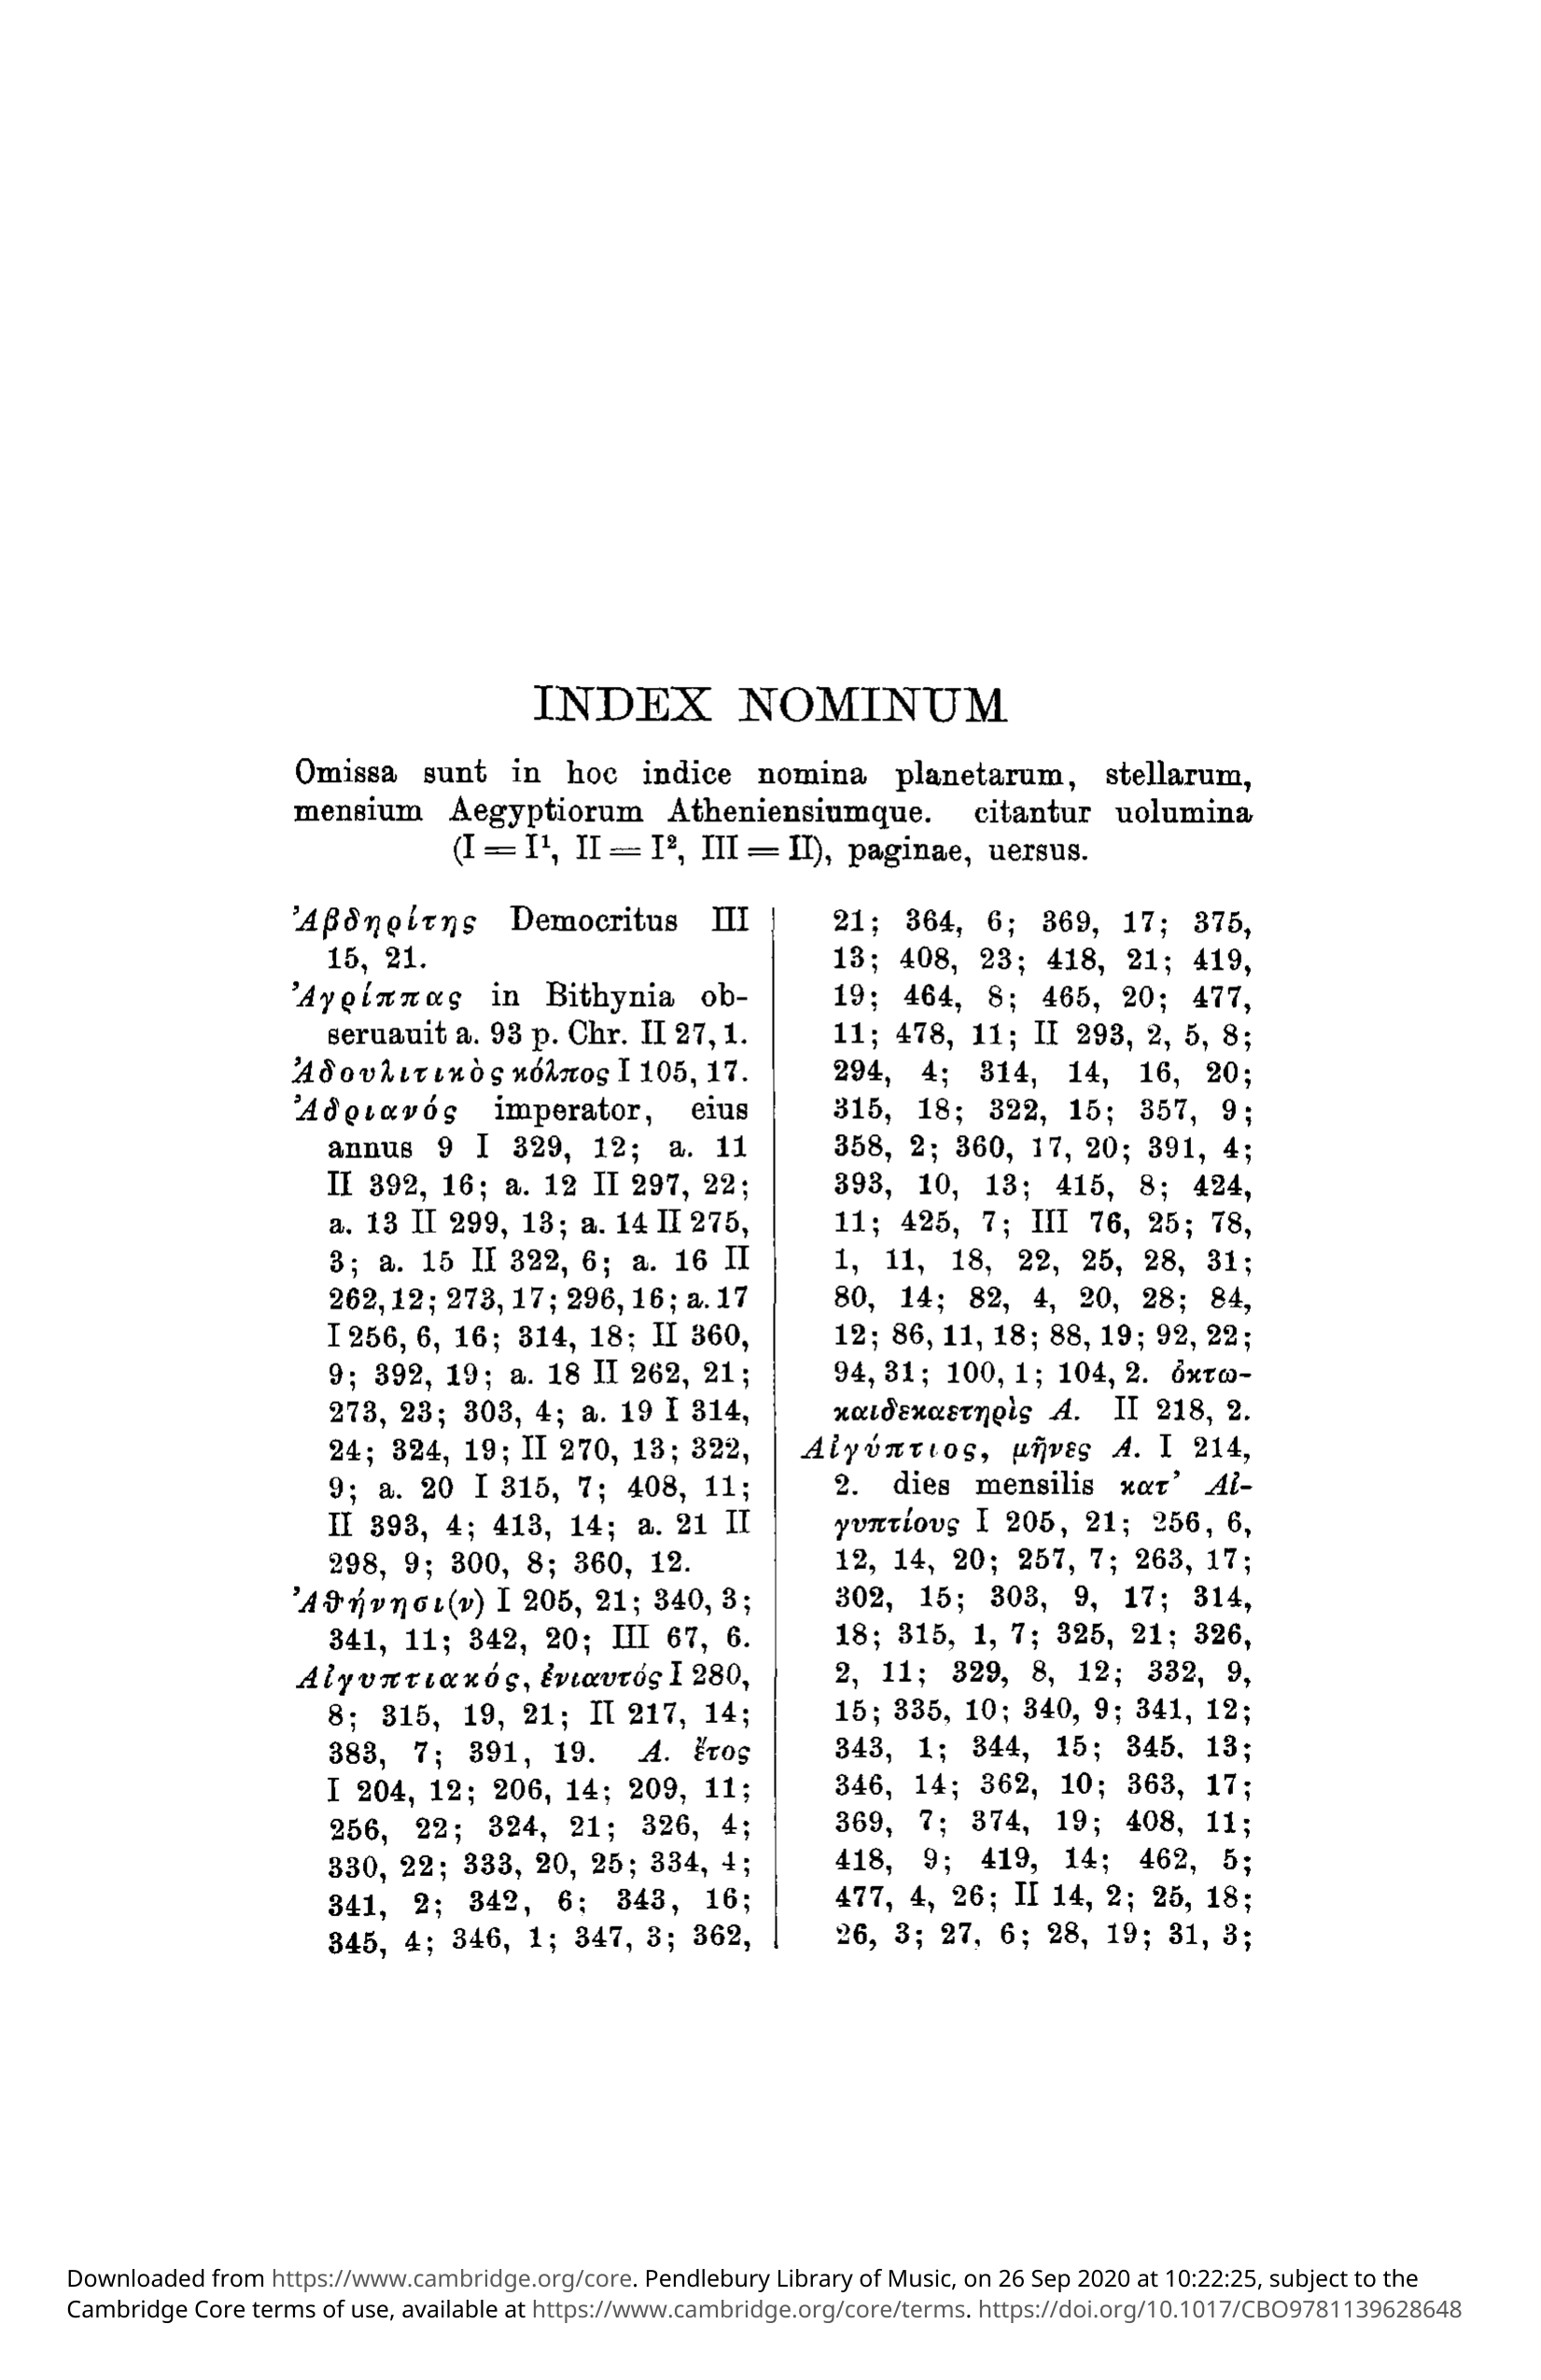 INDEX NOMINUM
Omissa sunt in hoc indice nomina planetarum, stellarum,
mensium Aegyptiorum Atheniensiumque. citantur uolumina
(I = I¹, II = I², III = II), paginae, uersus.
Ἀβδηρίτης Democritus III
15, 21.
Ἀγρίππας in Bithynia ob-
seruauit a. 93 p. Chr. II 27, 1.
Ἀδουλιτικὸς κόλπος I 105, 17.
Ἀδριανός imperator, eius
annus 9 I 329, 12; a. 11
II 392, 16; a. 12 II 297, 22;
a. 13 II 299, 13; a. 14 II 275,
3; a. 15 II 322, 6; a. 16 II
262, 12; 273, 17; 296, 16; a. 17
I 256, 6, 16; 314, 18; II 360,
9; 392, 19; a. 18 II 262, 21;
273, 23; 303, 4; a. 19 I 314,
24; 324, 19; II 270, 13; 322,
9; a. 20 I 315, 7; 408, 11;
II 393, 4; 413, 14; a. 21 II
298, 9; 300, 8; 360, 12.
Ἀθήνησι(ν) I 205, 21; 340, 3;
341, 11; 342, 20; III 67, 6.
Αἰγυπτιακός, ἐνιαυτός I 280,
8; 315, 19, 21; II 217, 14;
383, 7; 391, 19. Α. ἔτος
I 204, 12; 206, 14; 209, 11;
256, 22; 324, 21; 326, 4;
330, 22; 333, 20, 25; 334, 4;
341, 2; 342, 6; 343, 16;
345, 4; 346, 1; 347, 3; 362,
21; 364, 6; 369, 17; 375,
13; 408, 23; 418, 21; 419,
19; 464, 8; 465, 20; 477,
11; 478, 11; II 293, 2, 5, 8;
294, 4; 314, 14, 16, 20;
315, 18; 322, 15; 357, 9;
358, 2; 360, 17, 20; 391, 4;
393, 10, 13; 415, 8; 424,
11; 425, 7; III 76, 25; 78,
1, 11, 18, 22, 25, 28, 31;
80, 14; 82, 4, 20, 28; 84,
12; 86, 11, 18; 88, 19; 92, 22;
94, 31; 100, 1; 104, 2. ὀκτω-
καιδεκαετηρὶς Α. II 218, 2.
Αἰγύπτιος, μῆνες Α. I 214,
2. dies mensilis κατ’ Αἰ-
γυπτίους I 205, 21; 256, 6,
12, 14, 20; 257, 7; 263, 17;
302, 15; 303, 9, 17; 314,
18; 315, 1, 7; 325, 21; 326,
2, 11; 329, 8, 12; 332, 9,
15; 335, 10; 340, 9; 341, 12;
343, 1; 344, 15; 345, 13;
346, 14; 362, 10; 363, 17;
369, 7; 374, 19; 408, 11;
418, 9; 419, 14; 462, 5;
477, 4, 26; II 14, 2; 25, 18;
26, 3; 27, 6; 28, 19; 31, 3;
Downloaded from https://www.cambridge.org/core. Pendlebury Library of Music, on 26 Sep 2020 at 10:22:25, subject to the
Cambridge Core terms of use, available at https://www.cambridge.org/core/terms. https://doi.org/10.1017/CBO9781139628648